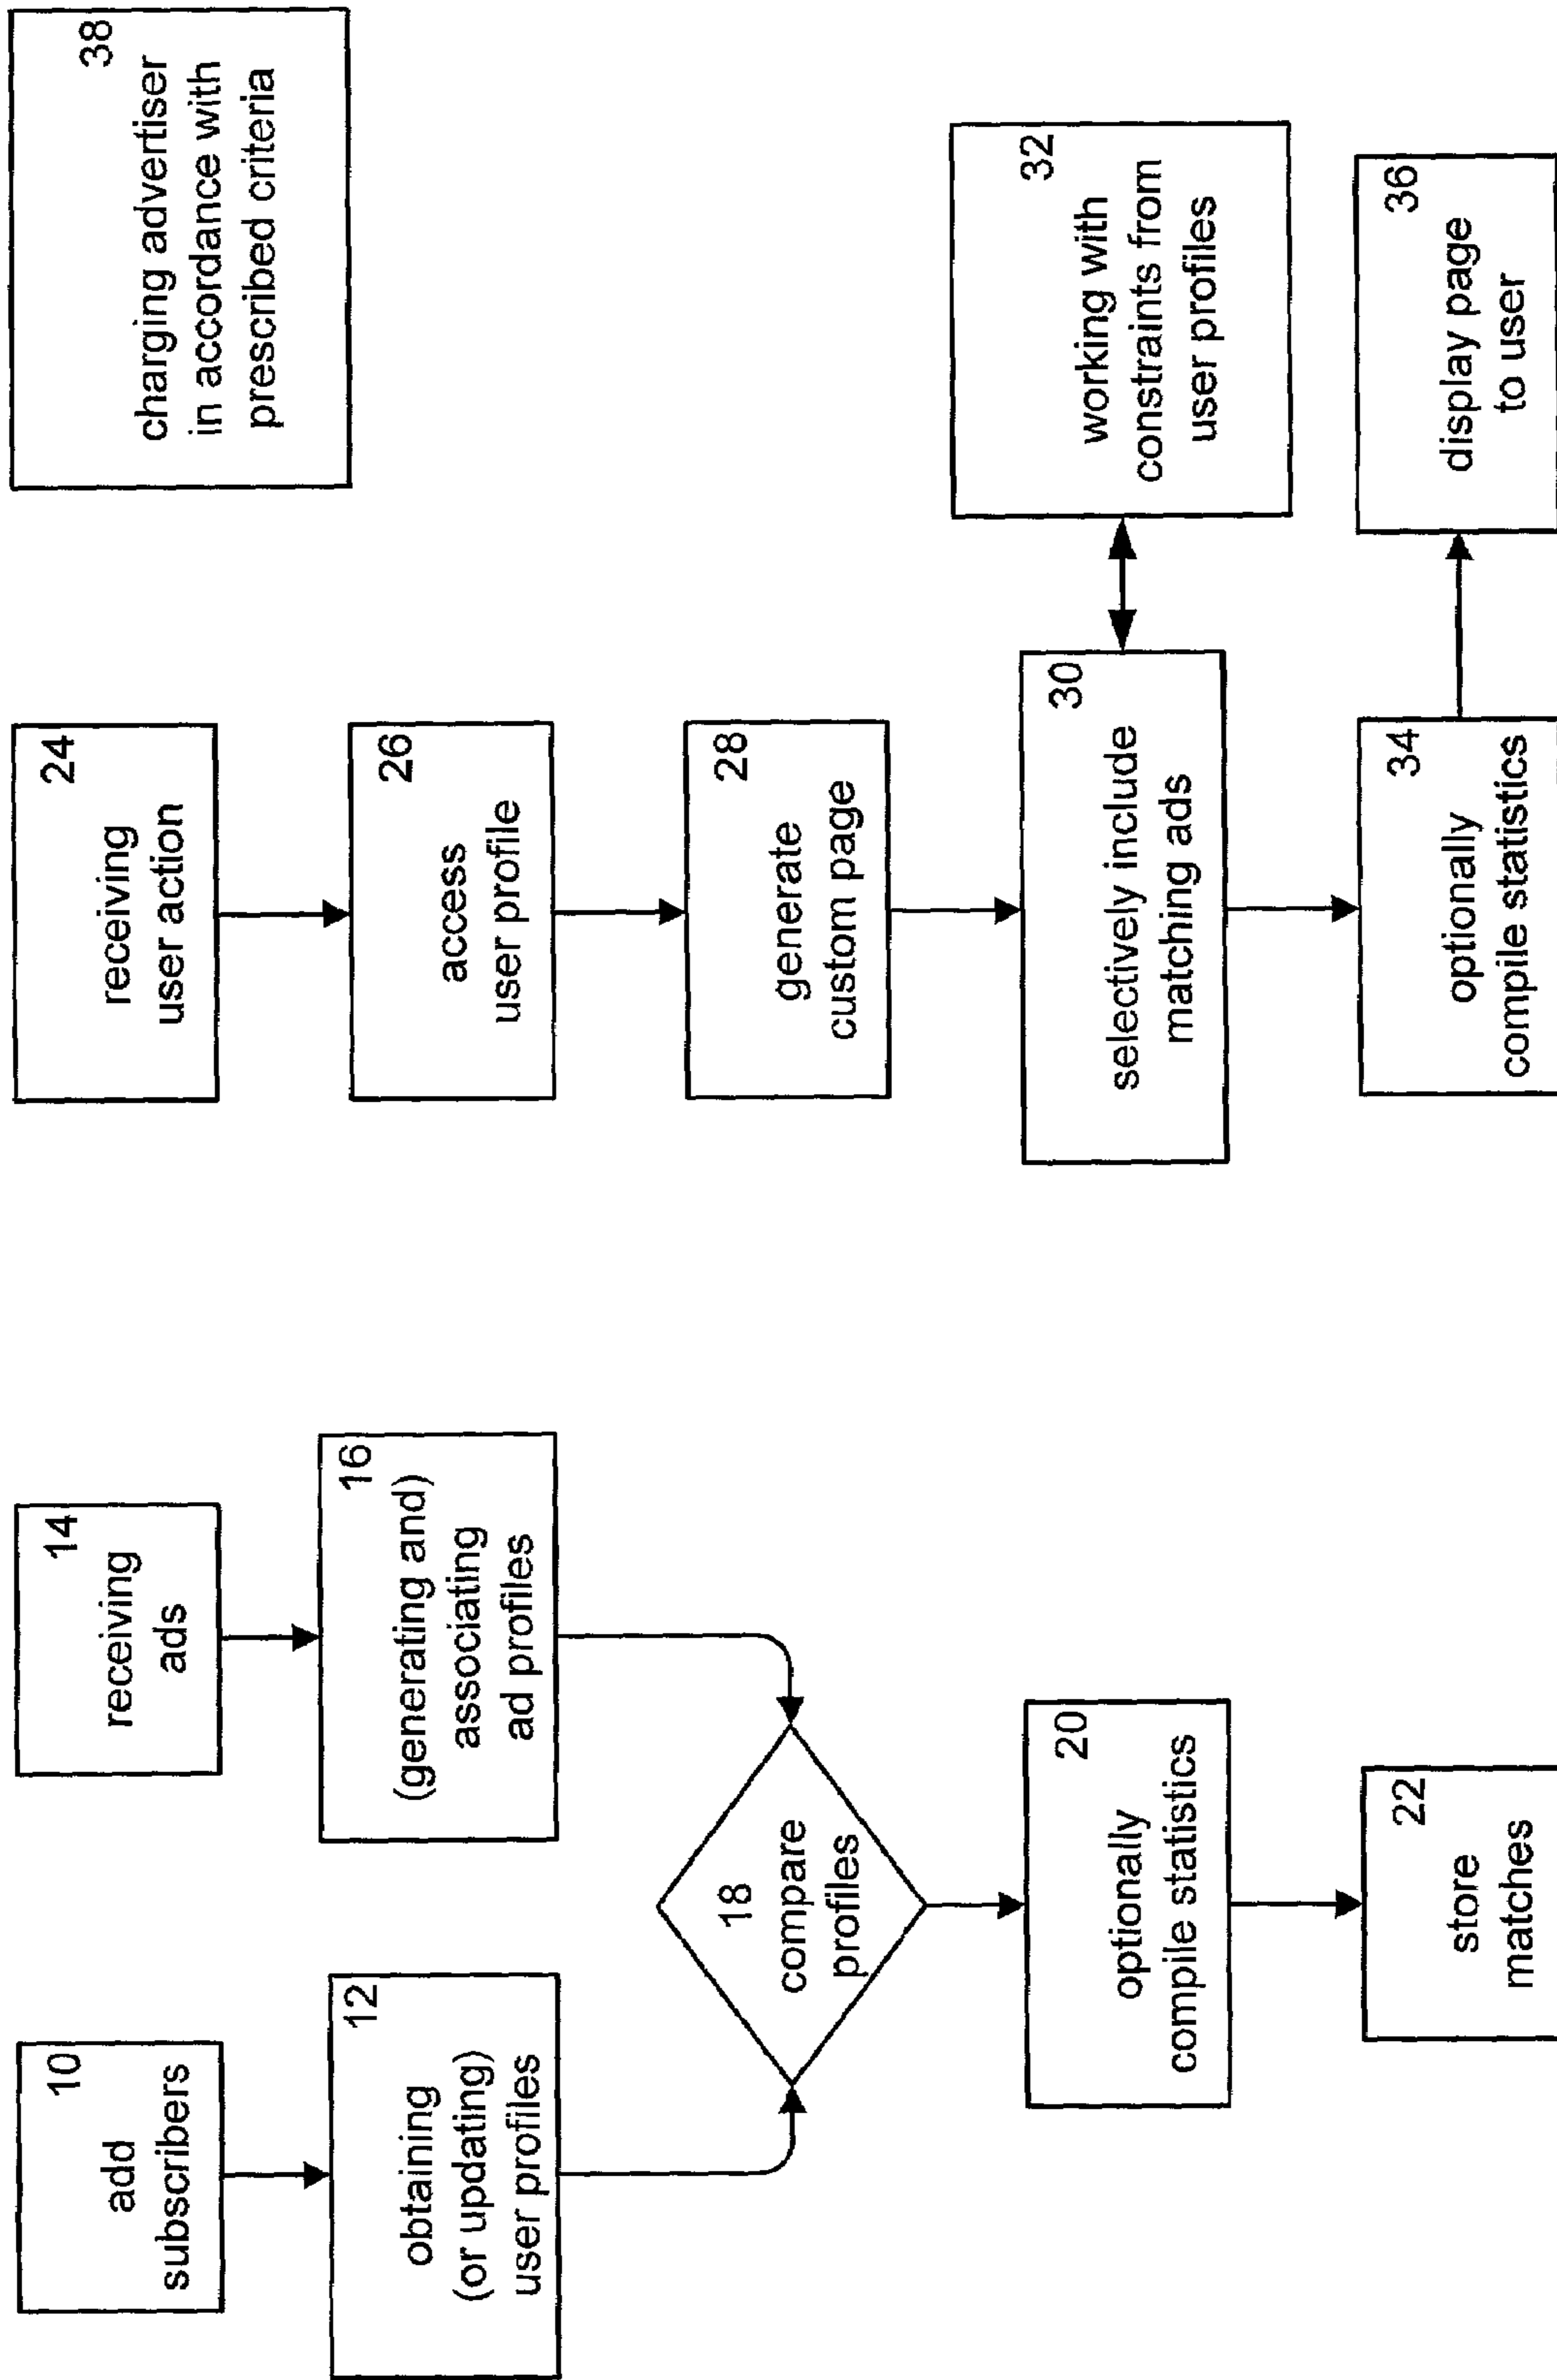 10
add
subscribers
12
obtaining
(or updating)
user profiles
14
receiving
ads
16
(generating and)
associating
ad profiles
18
compare
profiles
20
optionally
compile statistics
22
store
matches
24
receiving
user action
26
access
user profile
28
generate
custom page
30
selectively include
matching ads
32
working with
constraints from
user profiles
34
optionally
compile statistics
36
display page
to user
38
charging advertiser
in accordance with
prescribed criteria